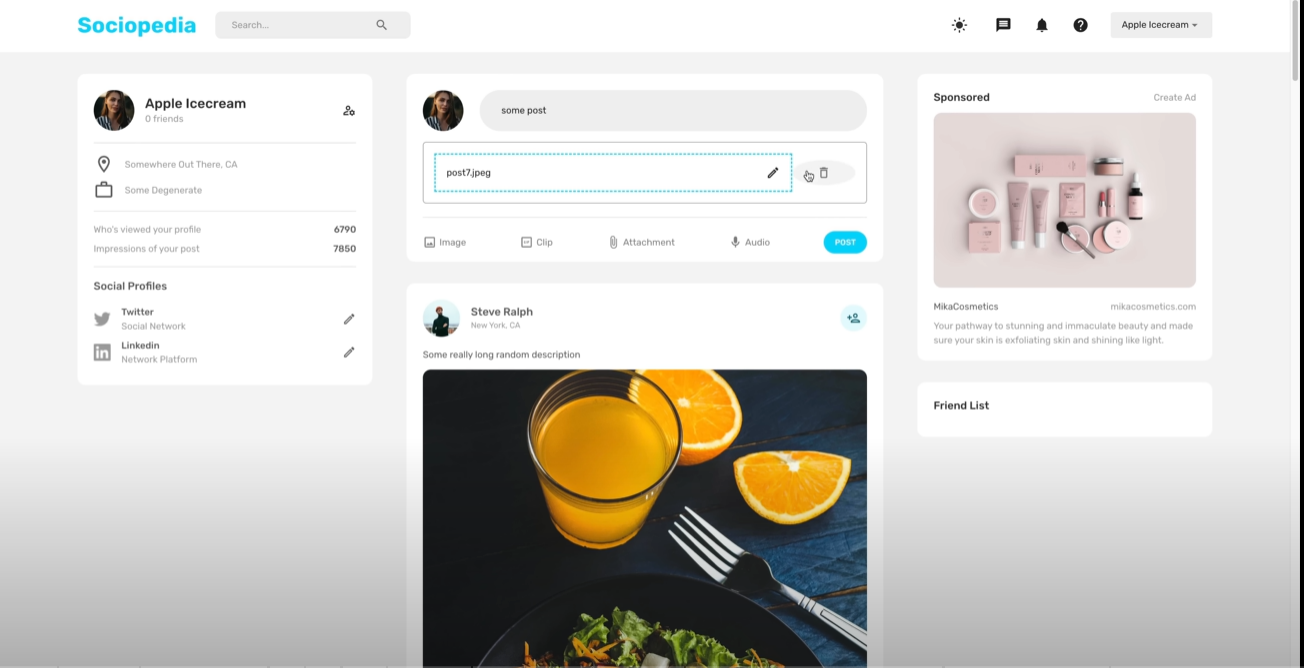 Sociopedia
Search...
Apple Icecream
Apple Icecream
0 friends
Somewhere Out There, CA
Some Degenerate
Who's viewed your profile 6790
Impressions of your post 7850
Social Profiles
Twitter
Social Network
Linkedin
Network Platform
some post
post7.jpeg
Image Clip Attachment Audio POST
Steve Ralph
New York, CA
Some really long random description
Sponsored Create Ad
MikaCosmetics mikacosmetics.com
Your pathway to stunning and immaculate beauty and made
sure your skin is exfoliating skin and shining like light.
Friend List